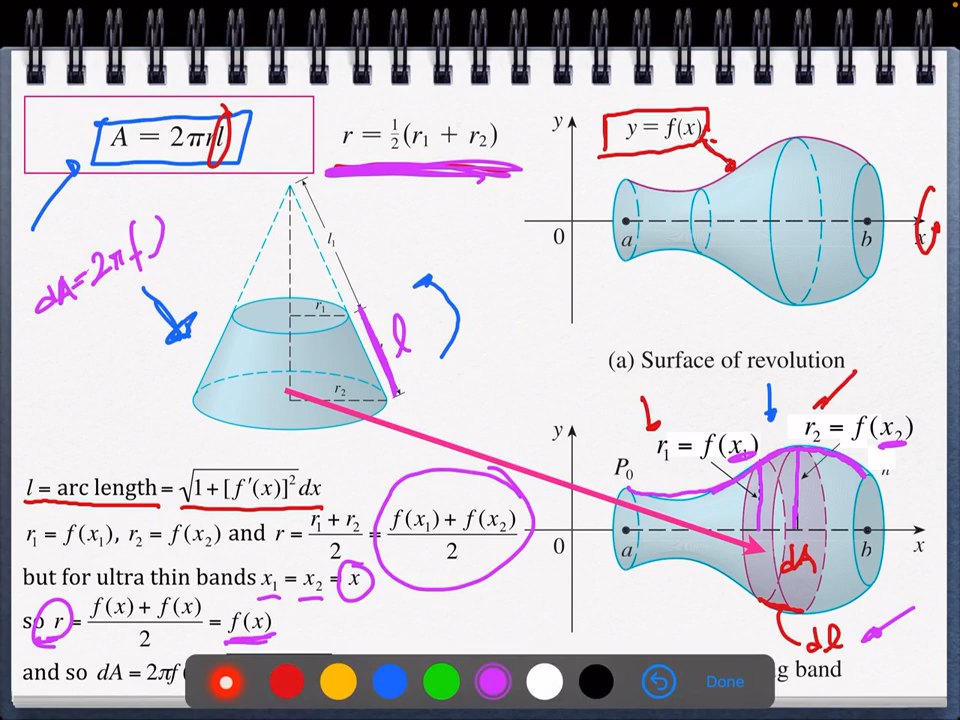 A = 2πrl
r = ½(r₁ + r₂)
dA = 2πf()
l₁
r₁
l
r₂
y
y = f(x)
0
a
b
x
(a) Surface of revolution
y
r₁ = f(x₁)
r₂ = f(x₂)
P₀
0
a
b
x
dA
dl
g band
l = arc length = √(1 + [f′(x)]²) dx
r₁ = f(x₁), r₂ = f(x₂) and r = (r₁ + r₂)/2 = (f(x₁) + f(x₂))/2
but for ultra thin bands x₁ = x₂ = x
so r = (f(x) + f(x))/2 = f(x)
and so dA = 2πf
Done